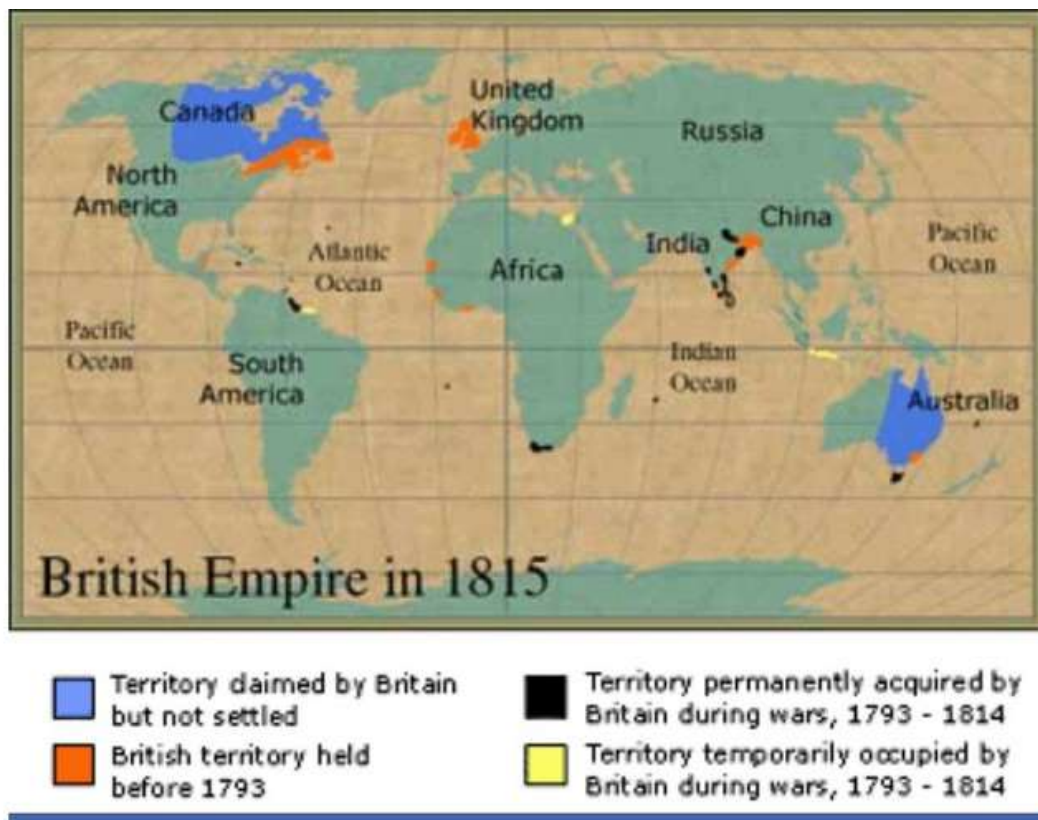 Canada
United
Kingdom
Russia
North
America
China
India
Atlantic
Ocean
Africa
Pacific
Ocean
Pacific
Ocean
South
America
Indian
Ocean
Australia
British Empire in 1815
Territory claimed by Britain
but not settled
British territory held
before 1793
Territory permanently acquired by
Britain during wars, 1793 - 1814
Territory temporarily occupied by
Britain during wars, 1793 - 1814